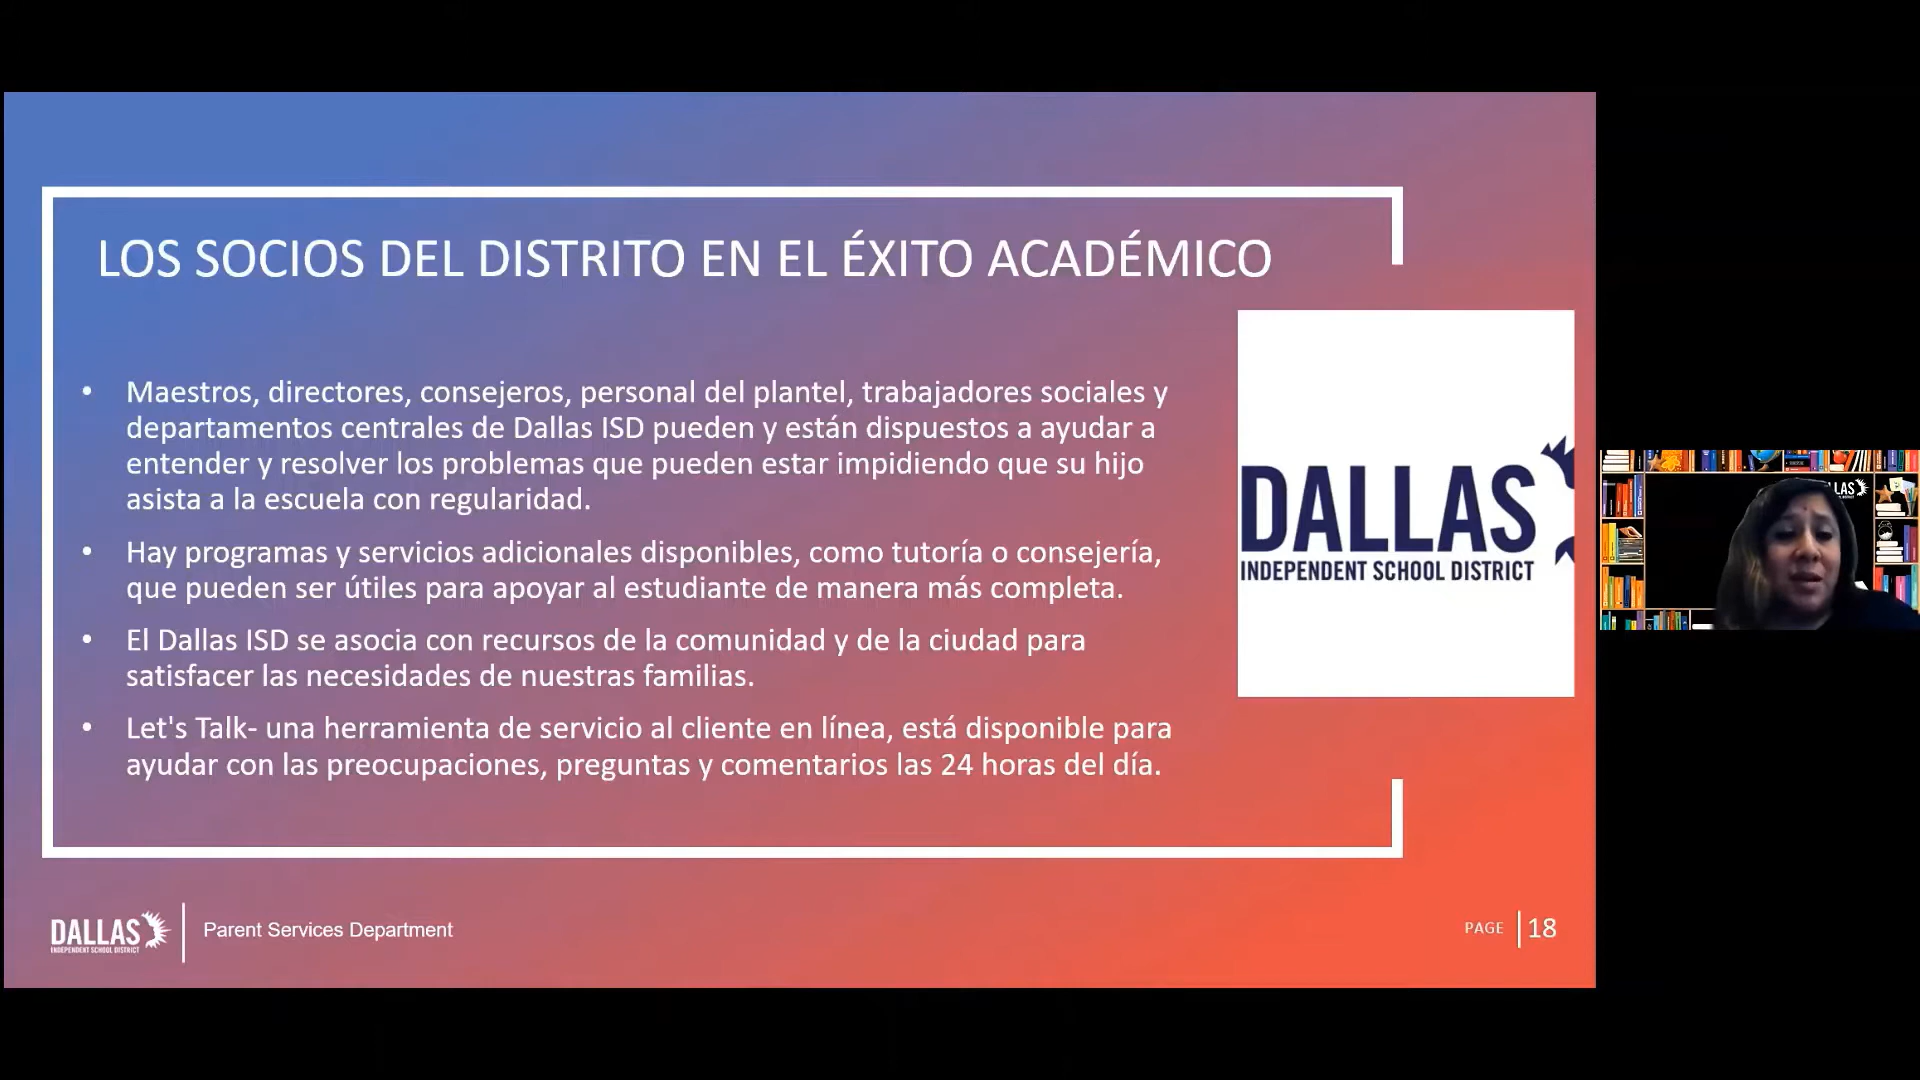 LOS SOCIOS DEL DISTRITO EN EL ÉXITO ACADÉMICO
• Maestros, directores, consejeros, personal del plantel, trabajadores sociales y
departamentos centrales de Dallas ISD pueden y están dispuestos a ayudar a
entender y resolver los problemas que pueden estar impidiendo que su hijo
asista a la escuela con regularidad.
• Hay programas y servicios adicionales disponibles, como tutoría o consejería,
que pueden ser útiles para apoyar al estudiante de manera más completa.
• El Dallas ISD se asocia con recursos de la comunidad y de la ciudad para
satisfacer las necesidades de nuestras familias.
• Let's Talk- una herramienta de servicio al cliente en línea, está disponible para
ayudar con las preocupaciones, preguntas y comentarios las 24 horas del día.
DALLAS
INDEPENDENT SCHOOL DISTRICT
DALLAS
INDEPENDENT SCHOOL DISTRICT
Parent Services Department
PAGE 18